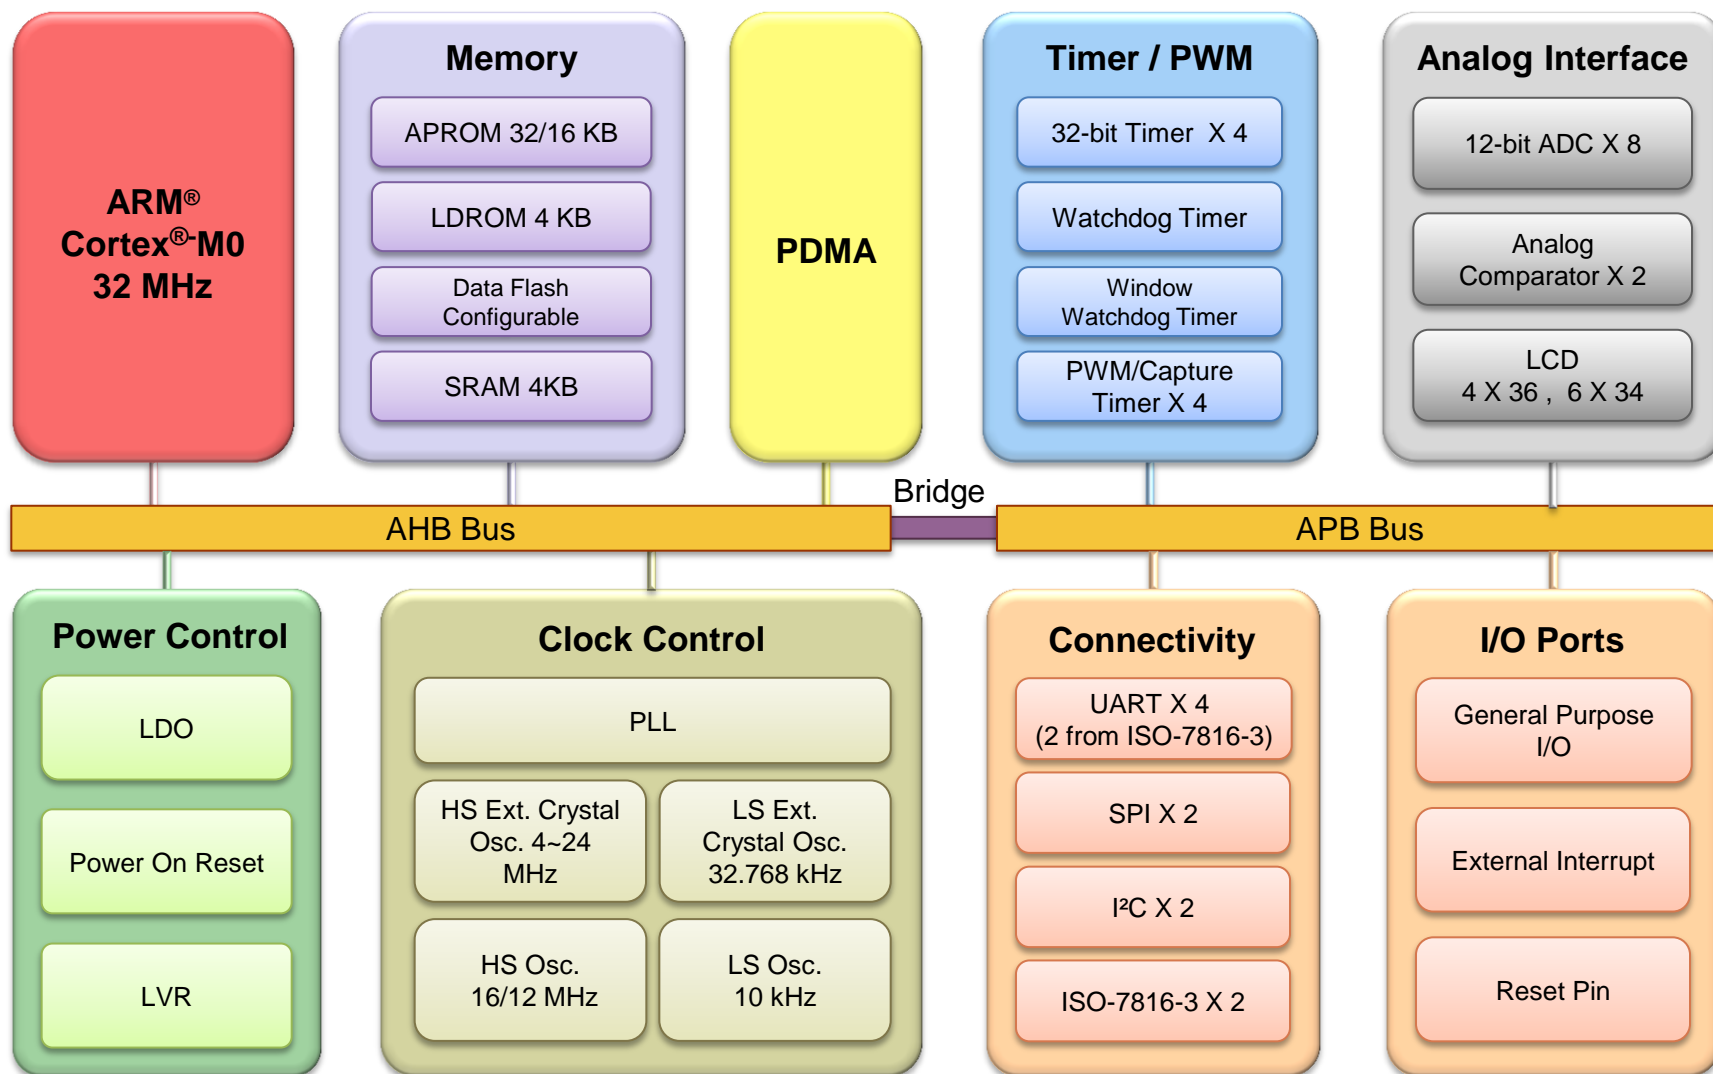 ARM®
Cortex®-M0
32 MHz
Memory
APROM 32/16 KB
LDROM 4 KB
Data Flash
Configurable
SRAM 4KB
PDMA
Timer / PWM
32-bit Timer  X 4
Watchdog Timer
Window
Watchdog Timer
PWM/Capture
Timer X 4
Analog Interface
12-bit ADC X 8
Analog
Comparator X 2
LCD
4 X 36 ,  6 X 34
AHB Bus
Bridge
APB Bus
Power Control
LDO
Power On Reset
LVR
Clock Control
PLL
HS Ext. Crystal
Osc. 4~24
MHz
LS Ext.
Crystal Osc.
32.768 kHz
HS Osc.
16/12 MHz
LS Osc.
10 kHz
Connectivity
UART X 4
(2 from ISO-7816-3)
SPI X 2
I²C X 2
ISO-7816-3 X 2
I/O Ports
General Purpose
I/O
External Interrupt
Reset Pin